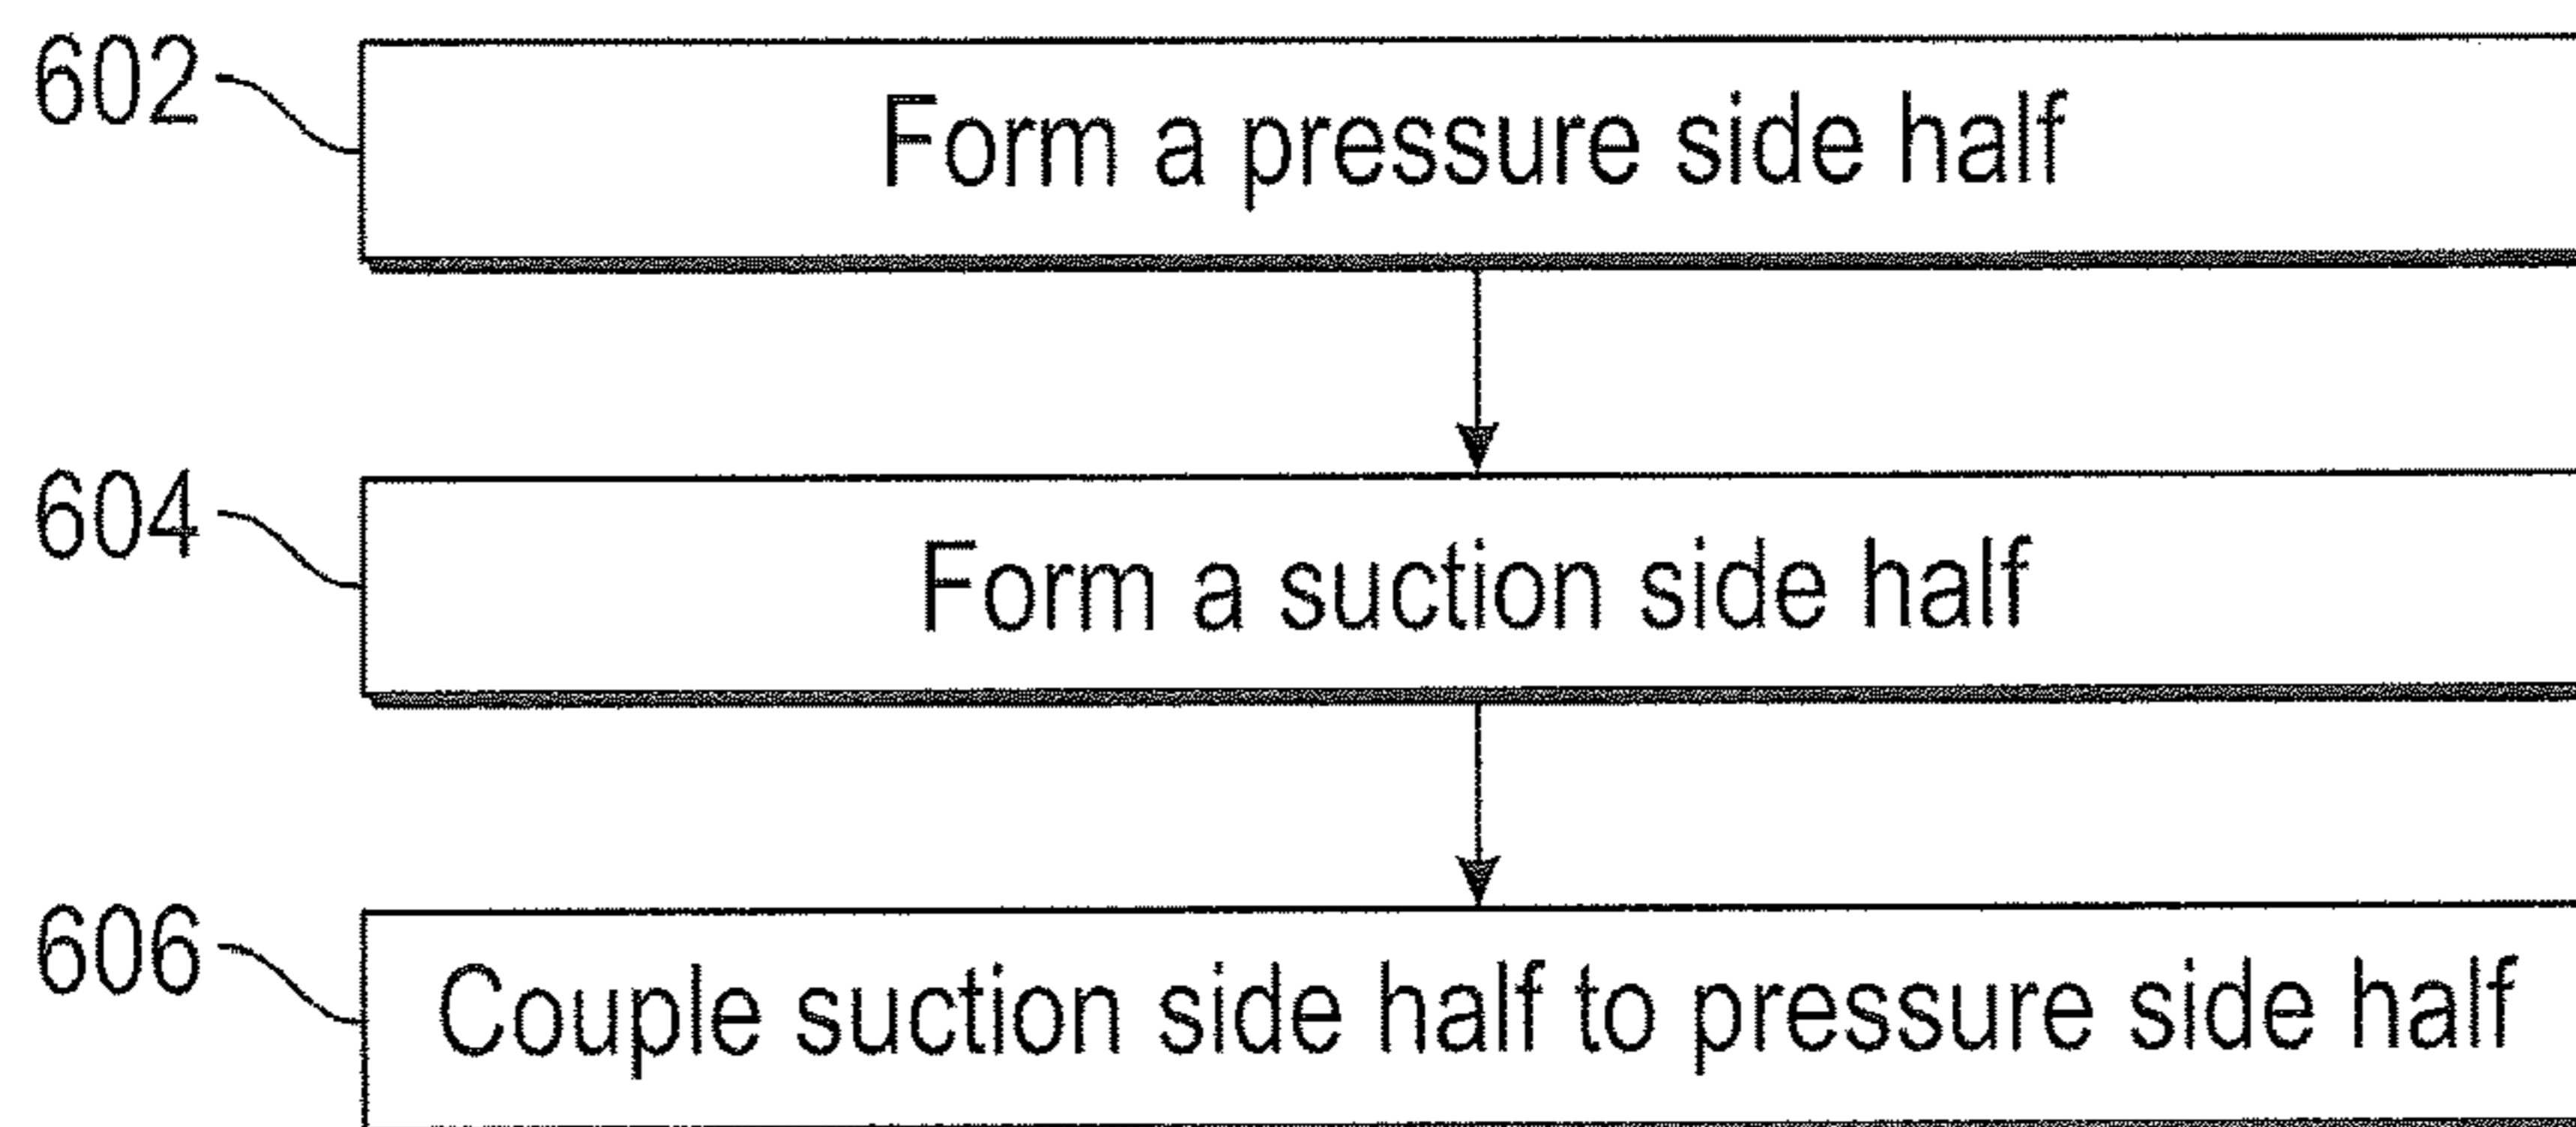 602
Form a pressure side half
604
Form a suction side half
606
Couple suction side half to pressure side half